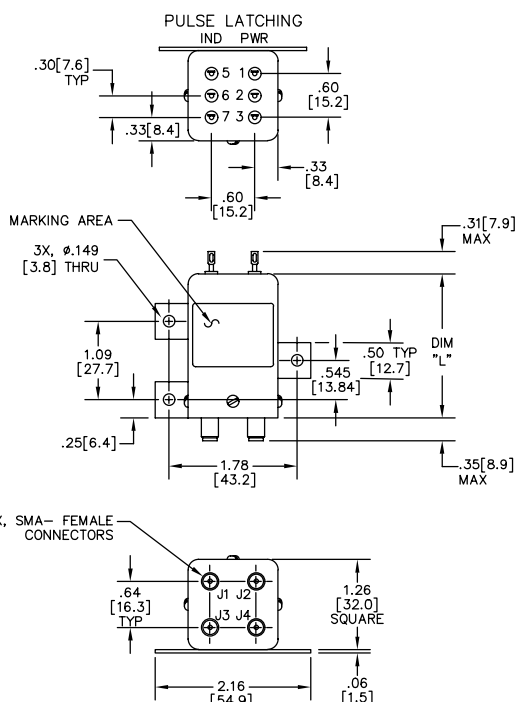 PULSE LATCHING
IND PWR
.30[7.6]
TYP
5 1
6 2
7 3
.60
[15.2]
.33[8.4]
.33
[8.4]
.60
[15.2]
MARKING AREA
.31[7.9]
MAX
3X, ø.149
[3.8] THRU
1.09
[27.7]
.50 TYP
[12.7]
DIM
"L"
.545
[13.84]
.25[6.4]
1.78
[43.2]
.35[8.9]
MAX
X, SMA- FEMALE
CONNECTORS
J1 J2
.64
[16.3]
TYP
J3 J4
1.26
[32.0]
SQUARE
2.16
[54.9]
.06
[1.5]